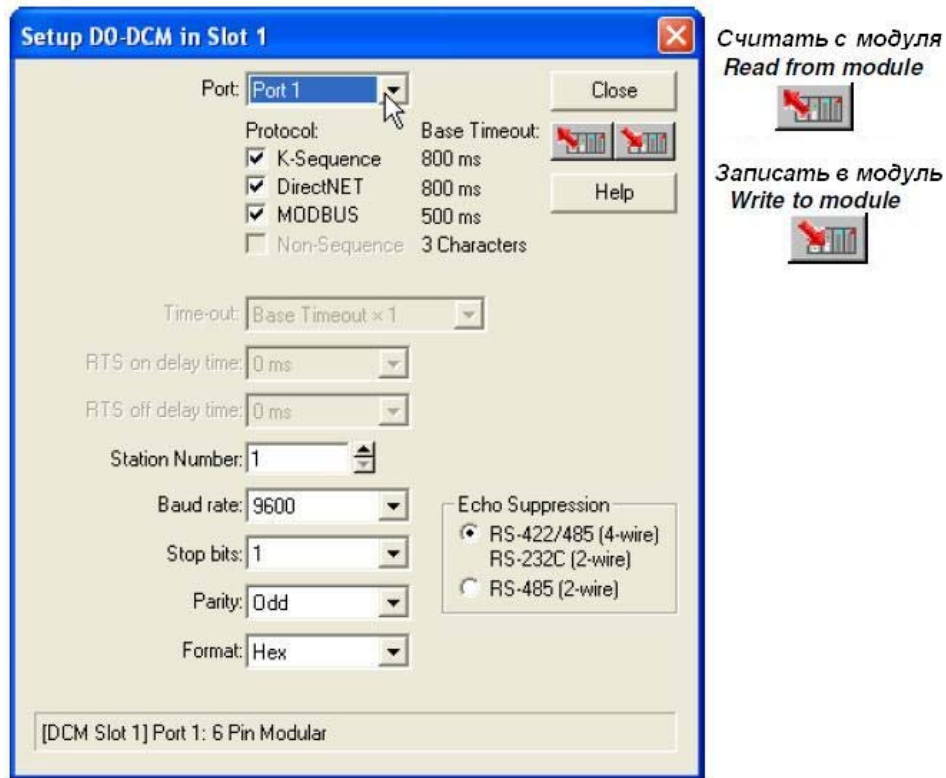 Setup D0-DCM in Slot 1
Port: Port 1
Close
Protocol:
Base Timeout:
K-Sequence 800 ms
DirectNET 800 ms
Help
MODBUS 500 ms
Non-Sequence 3 Characters
Time-out: Base Timeout × 1
RTS on delay time: 0 ms
RTS off delay time: 0 ms
Station Number: 1
Baud rate: 9600
Stop bits: 1
Parity: Odd
Format: Hex
Echo Suppression
RS-422/485 (4-wire)
RS-232C (2-wire)
RS-485 (2-wire)
[DCM Slot 1] Port 1: 6 Pin Modular
Считать с модуля
Read from module
Записать в модуль
Write to module